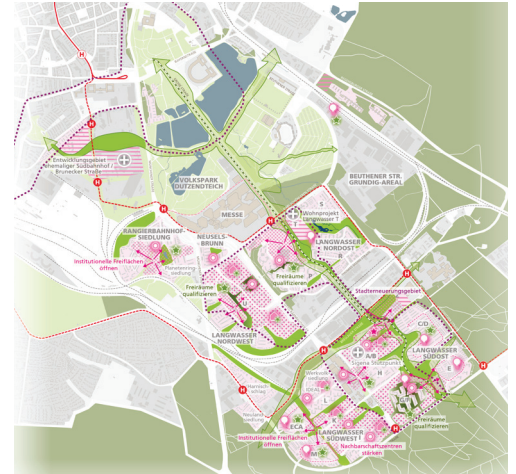 H
H
H
H
Entwicklungsgebiet
ehemaliger Südbahnhof /
Brunecker Straße
VOLKSPARK
DUTZENDTEICH
BEUTHENER STR.
GRUNDIG-AREAL
MESSE
H
Wohnprojekt
Langwasser T
S
RANGIERBAHNHOF-
SIEDLUNG
NEUSELS-
BRUNN
LANGWASSER
NORDOST
R
P
Institutionelle Freiflächen
öffnen
Freiräume
qualifizieren
Freiräume
qualifizieren
H
Stadterneuerungsgebiet
LANGWASSER
NORDWEST
H
C/D
A/B
LANGWASSER
SÜDOST
H
E
H
L
K
Freiräume
qualifizieren
Institutionelle Freiflächen
öffnen
LANGWASSER
SÜDWEST
H
Nachbarschaftszentren
stärken